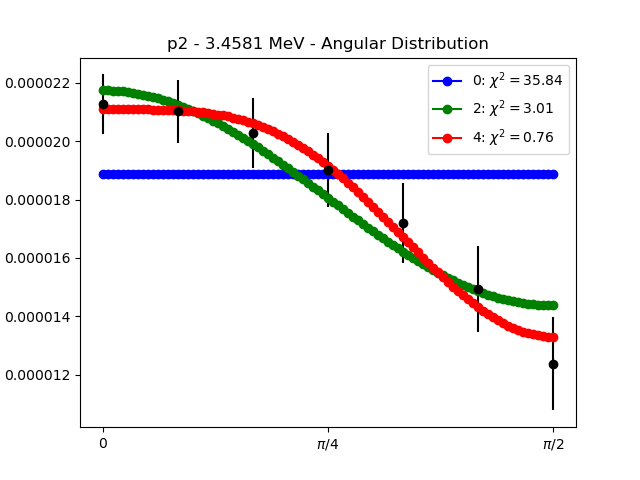 p2 - 3.4581 MeV - Angular Distribution
0: χ² = 35.84
2: χ² = 3.01
4: χ² = 0.76
0.000022
0.000020
0.000018
0.000016
0.000014
0.000012
0
π/4
π/2